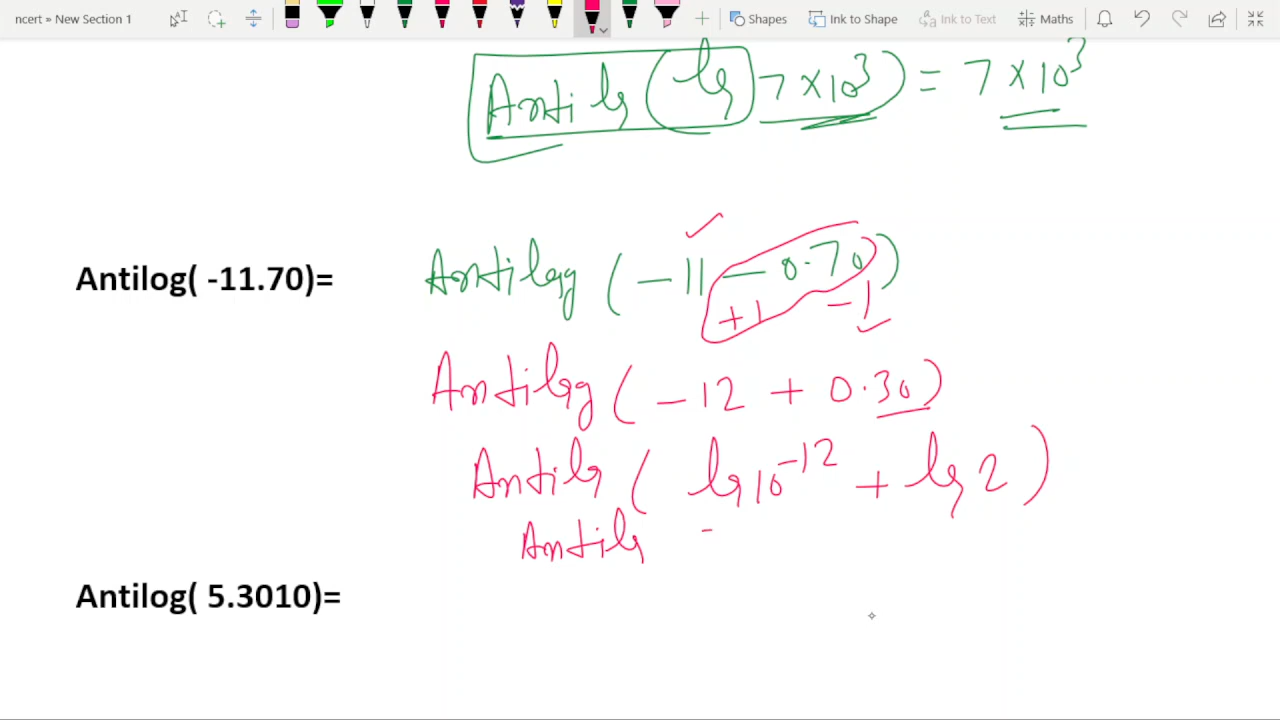 ncert » New Section 1 Shapes Ink to Shape Ink to Text Maths
Antilog (log 7 × 10³) = 7 × 10³
Antilog( -11.70)= Antilog ( - 11 - 0.70 )
+1 -1
Antilog ( - 12 + 0.30 )
Antilog ( log 10⁻¹² + log 2 )
Antilog
Antilog( 5.3010)=